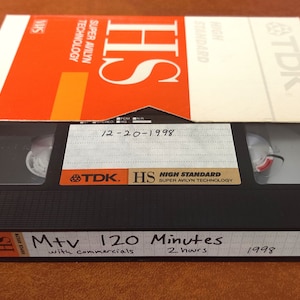 VHS
SUPER AVILYN
TECHNOLOGY
HS
HIGH
STANDARD
TDK
12-20-1998
TDK. HS HIGH STANDARD
SUPER AVILYN TECHNOLOGY
HS
Mtv 120 Minutes
with commercials 2 hours 1998